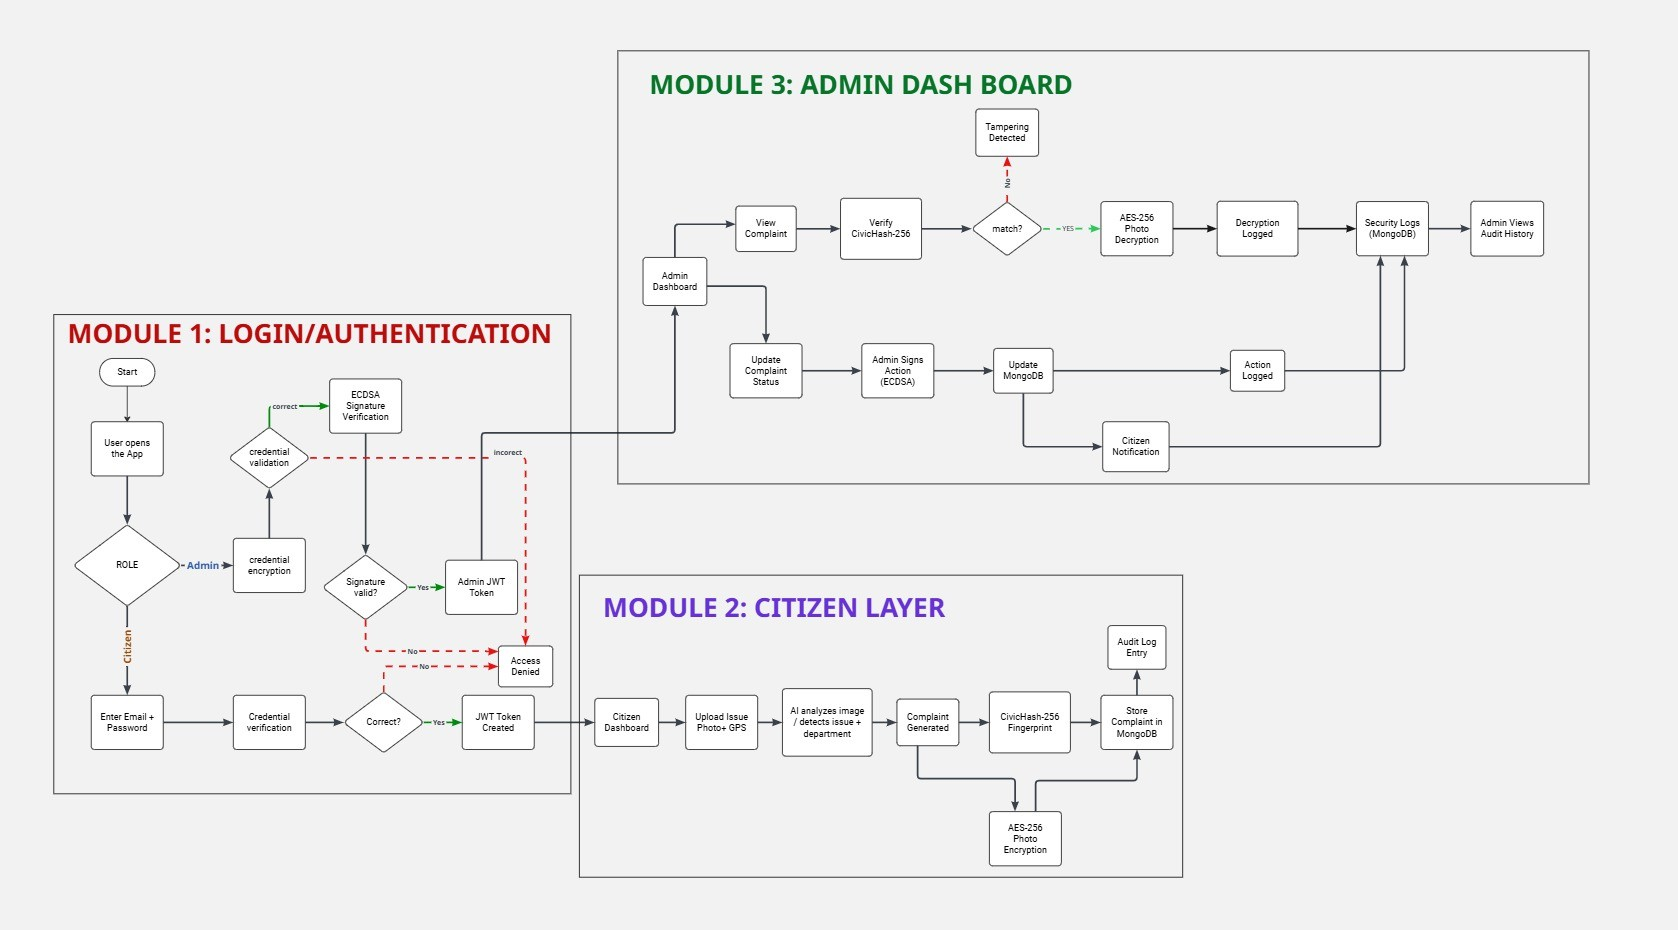 MODULE 3: ADMIN DASH BOARD
Tampering
Detected
No
View
Complaint
Verify
CivicHash-256
match?
YES
AES-256
Photo
Decryption
Decryption
Logged
Security Logs
(MongoDB)
Admin Views
Audit History
Admin
Dashboard
Update
Complaint
Status
Admin Signs
Action
(ECDSA)
Update
MongoDB
Action
Logged
Citizen
Notification
MODULE 1: LOGIN/AUTHENTICATION
Start
User opens
the App
ROLE
Admin
credential
encryption
credential
validation
correct
ECDSA
Signature
Verification
incorect
Signature
valid?
Yes
Admin JWT
Token
No
No
Access
Denied
Citizen
Enter Email +
Password
Credential
verification
Correct?
Yes
JWT Token
Created
MODULE 2: CITIZEN LAYER
Citizen
Dashboard
Upload Issue
Photo+ GPS
AI analyzes image
/ detects issue +
department
Complaint
Generated
CivicHash-256
Fingerprint
Store
Complaint in
MongoDB
Audit Log
Entry
AES-256
Photo
Encryption